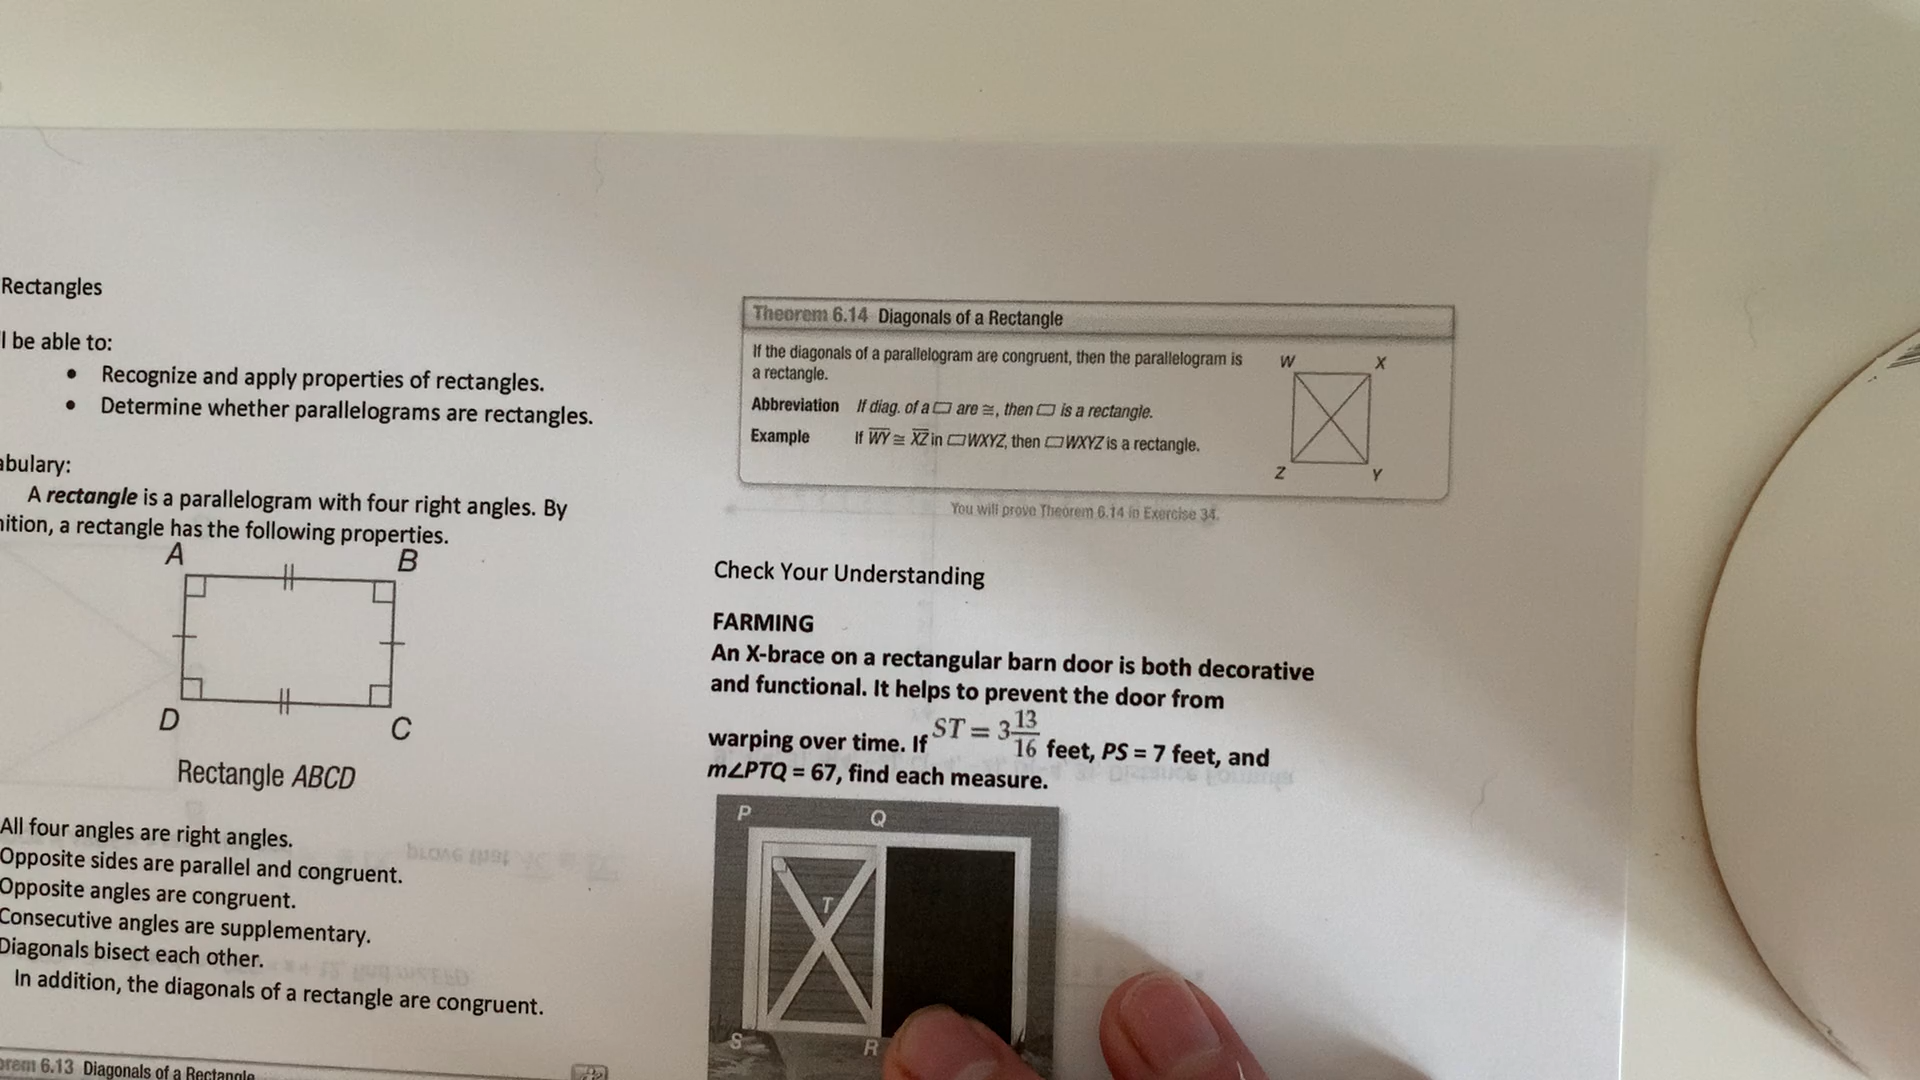 Rectangles
be able to:
• Recognize and apply properties of rectangles.
• Determine whether parallelograms are rectangles.
abulary:
A rectangle is a parallelogram with four right angles. By
nition, a rectangle has the following properties.
A B
D C
Rectangle ABCD
All four angles are right angles.
Opposite sides are parallel and congruent.
Opposite angles are congruent.
Consecutive angles are supplementary.
Diagonals bisect each other.
In addition, the diagonals of a rectangle are congruent.
orem 6.13 Diagonals of a Rectangle
Theorem 6.14 Diagonals of a Rectangle
If the diagonals of a parallelogram are congruent, then the parallelogram is
a rectangle.
Abbreviation If diag. of a ▱ are ≅, then ▱ is a rectangle.
Example If W̅Y̅ ≅ X̅Z̅ in ▱WXYZ, then ▱WXYZ is a rectangle.
W X
Z Y
You will prove Theorem 6.14 in Exercise 34.
Check Your Understanding
FARMING
An X-brace on a rectangular barn door is both decorative
and functional. It helps to prevent the door from
warping over time. If ST = 3 13/16 feet, PS = 7 feet, and
m∠PTQ = 67, find each measure.
P Q
T
S R